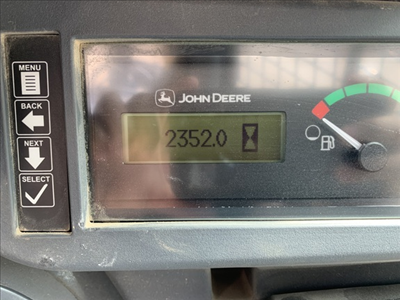 MENU
BACK
NEXT
SELECT
JOHN DEERE
2352.0